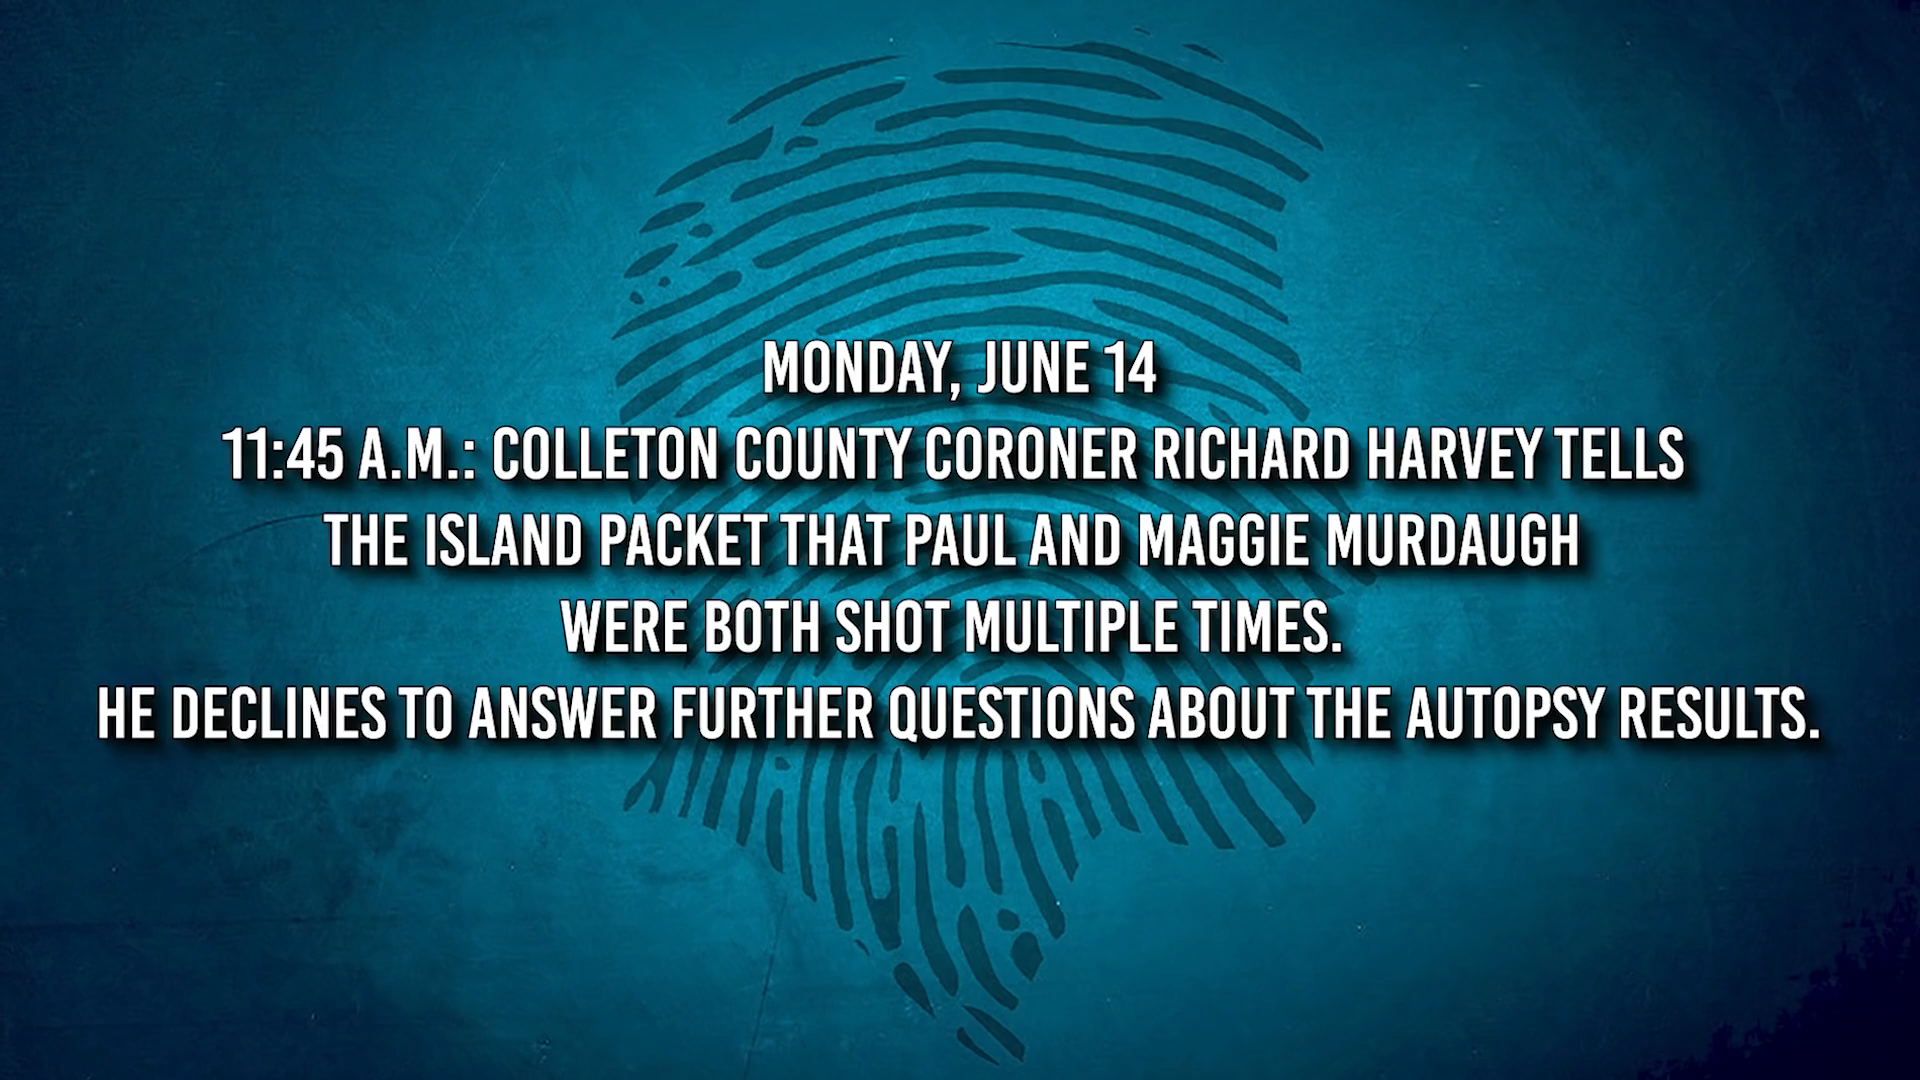 MONDAY, JUNE 14
11:45 A.M.: COLLETON COUNTY CORONER RICHARD HARVEY TELLS
THE ISLAND PACKET THAT PAUL AND MAGGIE MURDAUGH
WERE BOTH SHOT MULTIPLE TIMES.
HE DECLINES TO ANSWER FURTHER QUESTIONS ABOUT THE AUTOPSY RESULTS.